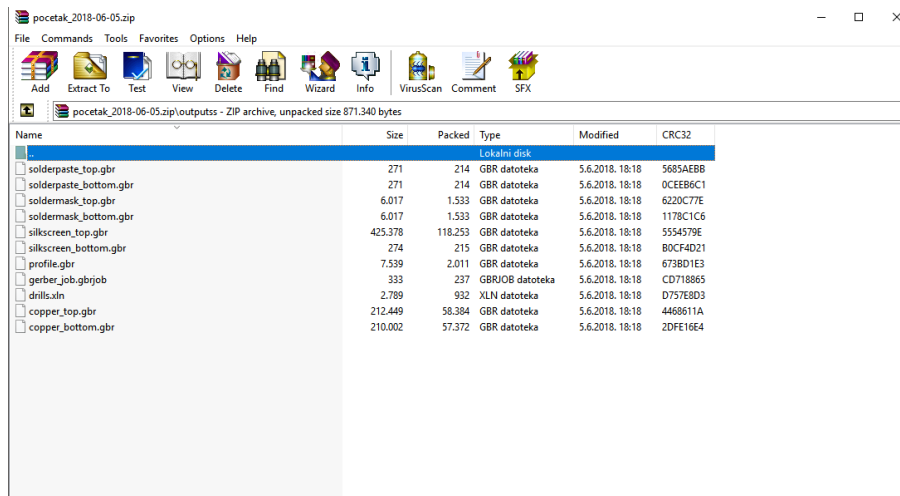 pocetak_2018-06-05.zip
File Commands Tools Favorites Options Help
Add Extract To Test View Delete Find Wizard Info VirusScan Comment SFX
pocetak_2018-06-05.zip\outputss - ZIP archive, unpacked size 871.340 bytes
Name Size Packed Type Modified CRC32
.. Lokalni disk
solderpaste_top.gbr 271 214 GBR datoteka 5.6.2018. 18:18 5685AEBB
solderpaste_bottom.gbr 271 214 GBR datoteka 5.6.2018. 18:18 0CEEB6C1
soldermask_top.gbr 6.017 1.533 GBR datoteka 5.6.2018. 18:18 6220C77E
soldermask_bottom.gbr 6.017 1.533 GBR datoteka 5.6.2018. 18:18 1178C1C6
silkscreen_top.gbr 425.378 118.253 GBR datoteka 5.6.2018. 18:18 5554579E
silkscreen_bottom.gbr 274 215 GBR datoteka 5.6.2018. 18:18 B0CF4D21
profile.gbr 7.539 2.011 GBR datoteka 5.6.2018. 18:18 673BD1E3
gerber_job.gbrjob 333 237 GBRJOB datoteka 5.6.2018. 18:18 CD718865
drills.xln 2.789 932 XLN datoteka 5.6.2018. 18:18 D757E8D3
copper_top.gbr 212.449 58.384 GBR datoteka 5.6.2018. 18:18 4468611A
copper_bottom.gbr 210.002 57.372 GBR datoteka 5.6.2018. 18:18 2DFE16E4